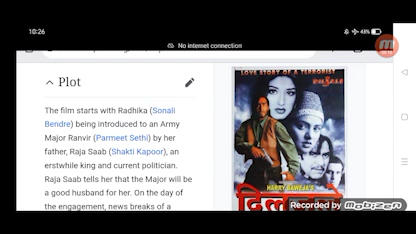 10:26
48%
No internet connection
Plot
The film starts with Radhika (Sonali
Bendre) being introduced to an Army
Major Ranvir (Parmeet Sethi) by her
father, Raja Saab (Shakti Kapoor), an
erstwhile king and current politician.
Raja Saab tells her that the Major will be
a good husband for her. On the day of
the engagement, news breaks of a
LOVE STORY OF A TERRORIST
HARRY BAWEJA'S
Recorded by mobizen